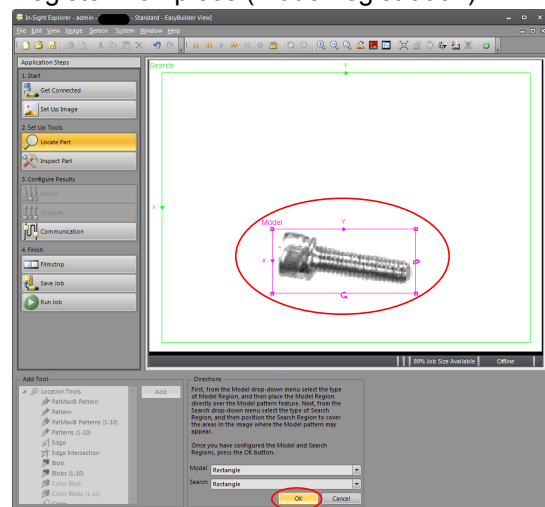 In-Sight Explorer - admin - - Standard - EasyBuilder View]
File Edit View Image Sensor System Window Help
Application Steps
1. Start
Get Connected
Set Up Image
2. Set Up Tools
Locate Part
Inspect Part
3. Configure Results
Inputs
Outputs
Communication
4. Finish
Filmstrip
Save Job
Run Job
Search
Y
X
Model
Y
X
89% Job Size Available
Offline
Add Tool
Location Tools
PatMax® Pattern
Pattern
PatMax® Patterns (1-10)
Patterns (1-10)
Edge
Edge Intersection
Blob
Blobs (1-10)
Color Blob
Color Blobs (1-10)
Add
Directions
First, from the Model drop-down menu select the type
of Model Region, and then place the Model Region
directly over the Model pattern feature. Next, from the
Search drop-down menu select the type of Search
Region, and then position the Search Region to cover
the areas in the image where the Model pattern may
appear.
Once you have configured the Model and Search
Regions, press the OK button.
Model Rectangle
Search Rectangle
OK Cancel